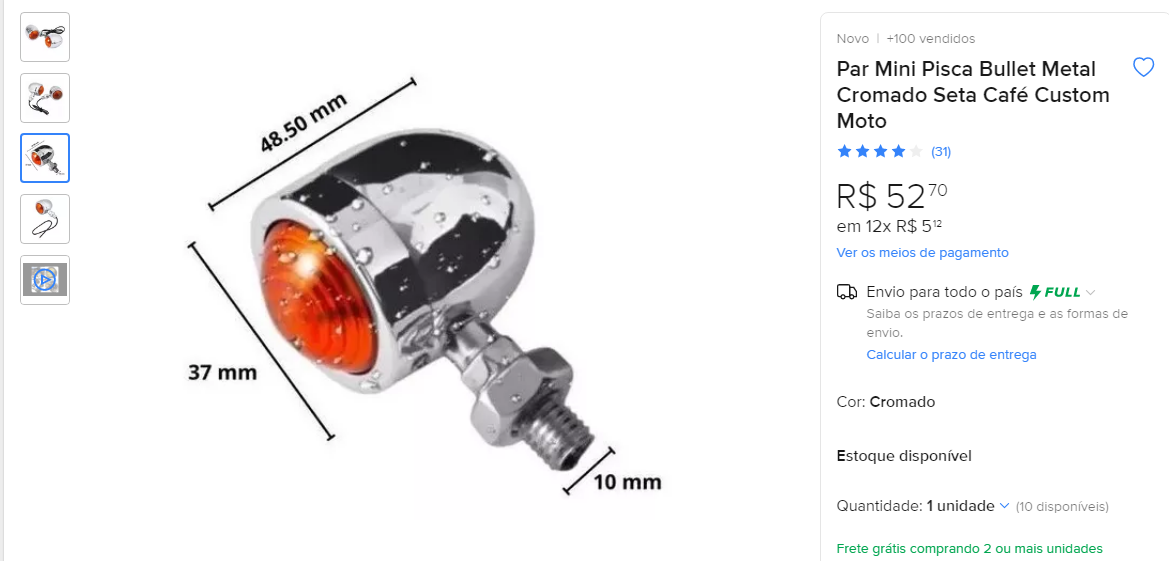 48.50 mm
37 mm
10 mm
Novo | +100 vendidos
Par Mini Pisca Bullet Metal
Cromado Seta Café Custom
Moto
(31)
R$ 52 70
em 12x R$ 5 12
Ver os meios de pagamento
Envio para todo o país FULL
Saiba os prazos de entrega e as formas de
envio.
Calcular o prazo de entrega
Cor: Cromado
Estoque disponível
Quantidade: 1 unidade (10 disponíveis)
Frete grátis comprando 2 ou mais unidades